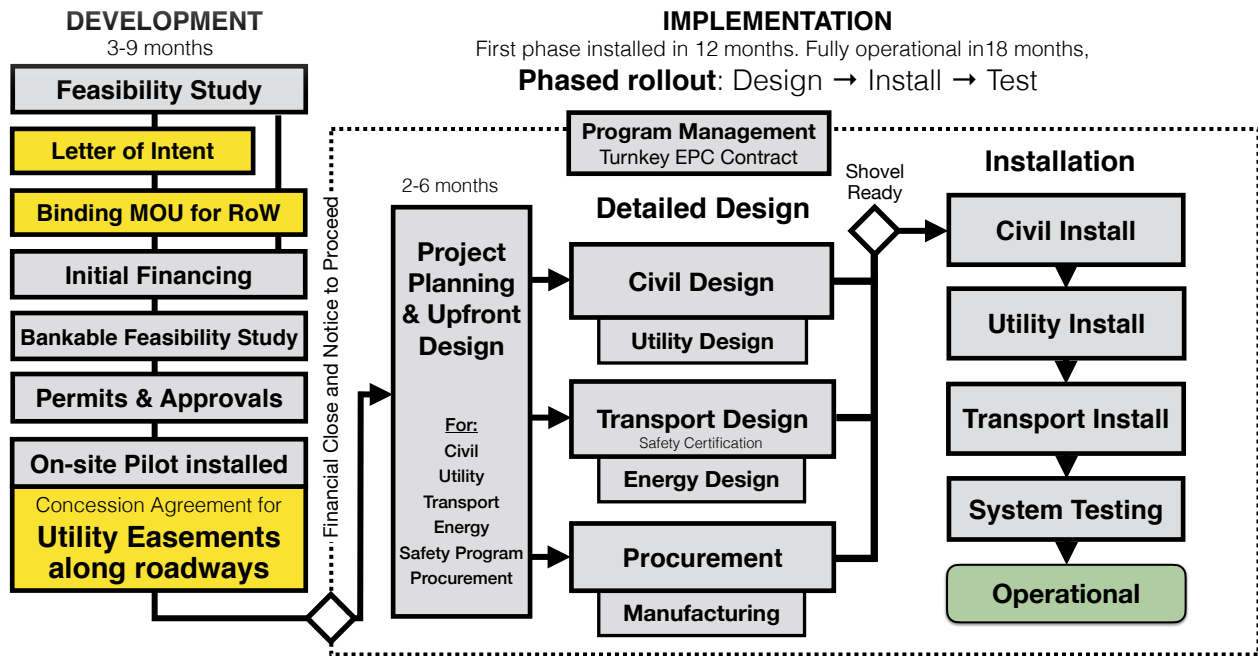 DEVELOPMENT
3-9 months
Feasibility Study
Letter of Intent
Binding MOU for RoW
Initial Financing
Bankable Feasibility Study
Permits & Approvals
On-site Pilot installed
Concession Agreement for
Utility Easements
along roadways
Financial Close and Notice to Proceed
IMPLEMENTATION
First phase installed in 12 months. Fully operational in18 months,
Phased rollout: Design → Install → Test
Program Management
Turnkey EPC Contract
2-6 months
Project
Planning
& Upfront
Design
For:
Civil
Utility
Transport
Energy
Safety Program
Procurement
Detailed Design
Civil Design
Utility Design
Transport Design
Safety Certification
Energy Design
Procurement
Manufacturing
Shovel
Ready
Installation
Civil Install
Utility Install
Transport Install
System Testing
Operational